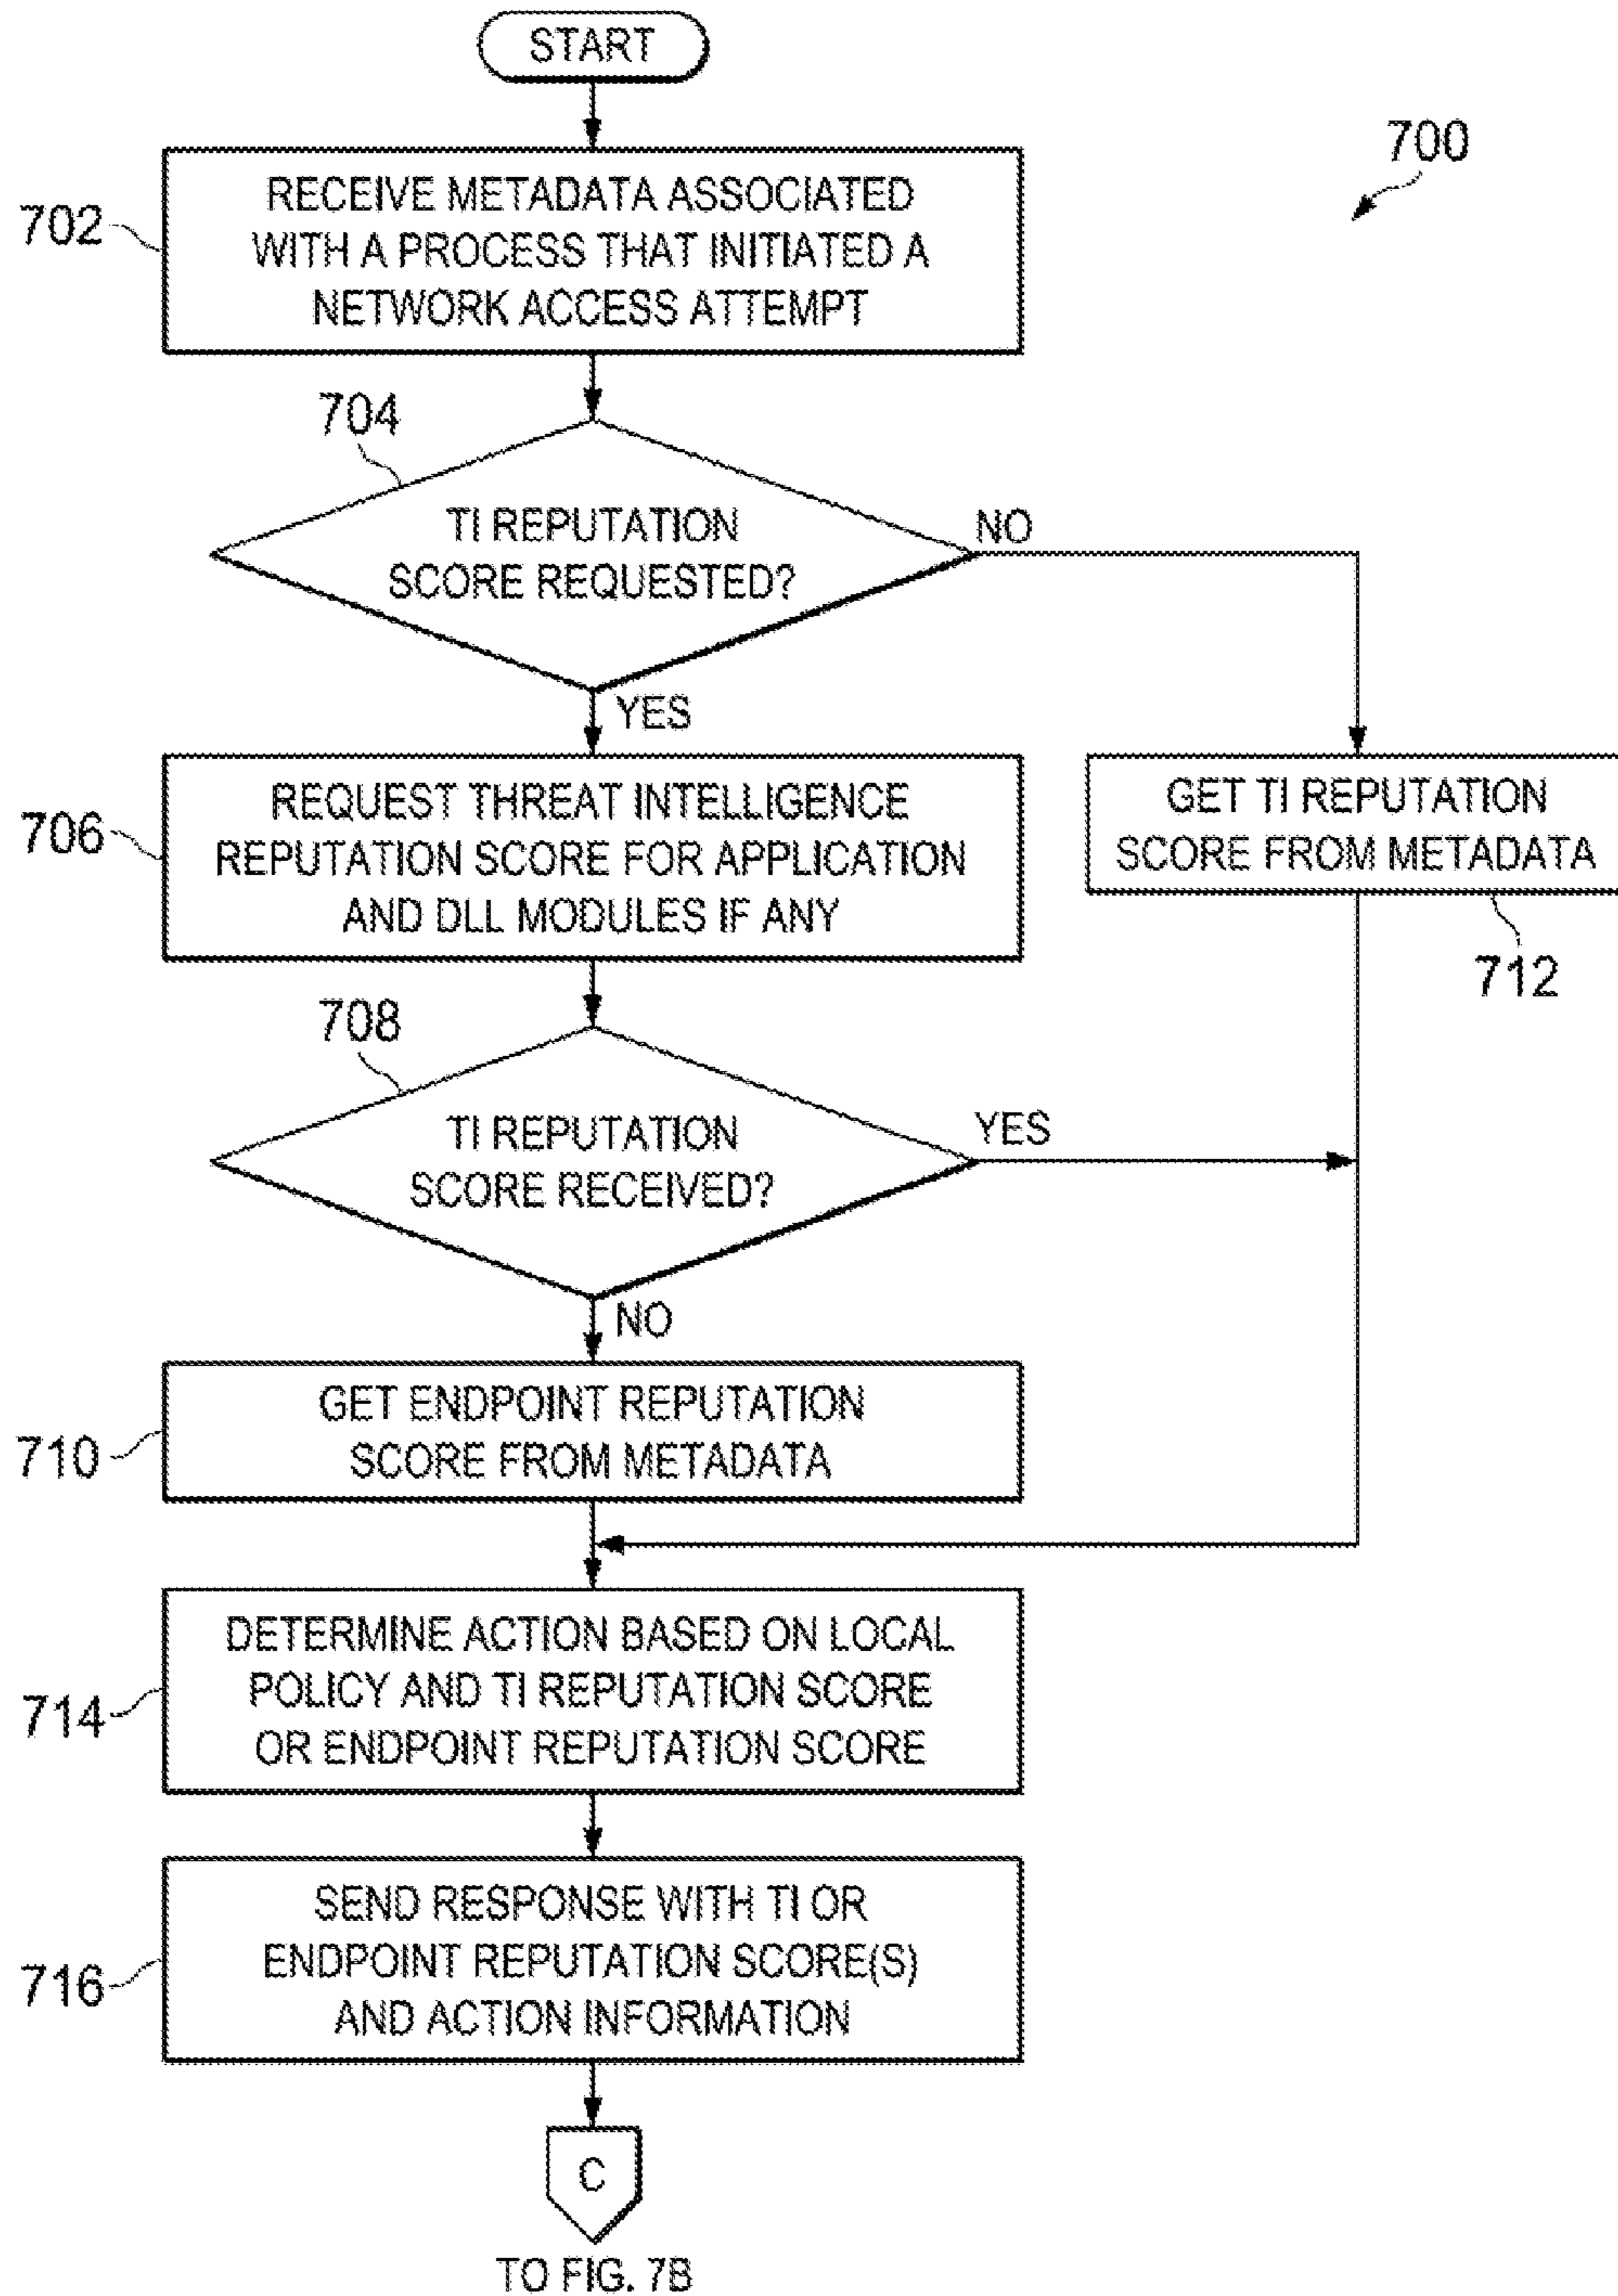 START
700
702
RECEIVE METADATA ASSOCIATED
WITH A PROCESS THAT INITIATED A
NETWORK ACCESS ATTEMPT
704
TI REPUTATION
SCORE REQUESTED?
NO
YES
706
REQUEST THREAT INTELLIGENCE
REPUTATION SCORE FOR APPLICATION
AND DLL MODULES IF ANY
GET TI REPUTATION
SCORE FROM METADATA
712
708
TI REPUTATION
SCORE RECEIVED?
YES
NO
710
GET ENDPOINT REPUTATION
SCORE FROM METADATA
714
DETERMINE ACTION BASED ON LOCAL
POLICY AND TI REPUTATION SCORE
OR ENDPOINT REPUTATION SCORE
716
SEND RESPONSE WITH TI OR
ENDPOINT REPUTATION SCORE(S)
AND ACTION INFORMATION
C
TO FIG. 7B